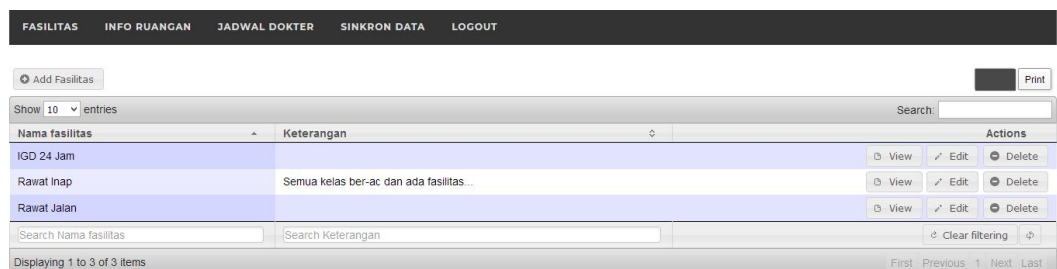 FASILITAS INFO RUANGAN JADWAL DOKTER SINKRON DATA LOGOUT
Add Fasilitas Print
Show 10 entries Search:
Nama fasilitas Keterangan Actions
IGD 24 Jam View Edit Delete
Rawat Inap Semua kelas ber-ac dan ada fasilitas... View Edit Delete
Rawat Jalan View Edit Delete
Search Nama fasilitas Search Keterangan Clear filtering
Displaying 1 to 3 of 3 items First Previous 1 Next Last